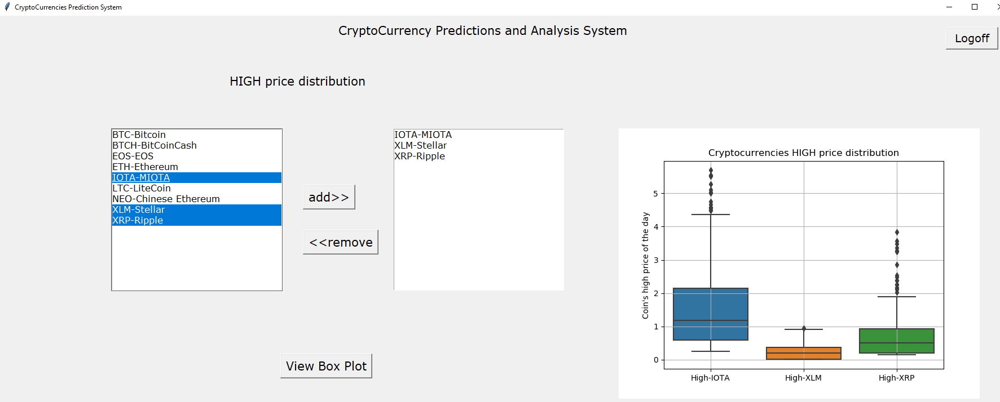 CryptoCurrencies Prediction System
CryptoCurrency Predictions and Analysis System
Logoff
HIGH price distribution
BTC-Bitcoin
BTCH-BitCoinCash
EOS-EOS
ETH-Ethereum
IOTA-MIOTA
LTC-LiteCoin
NEO-Chinese Ethereum
XLM-Stellar
XRP-Ripple
add>>
<<remove
IOTA-MIOTA
XLM-Stellar
XRP-Ripple
View Box Plot
Cryptocurrencies HIGH price distribution
Coin's high price of the day
5
4
3
2
1
0
High-IOTA High-XLM High-XRP